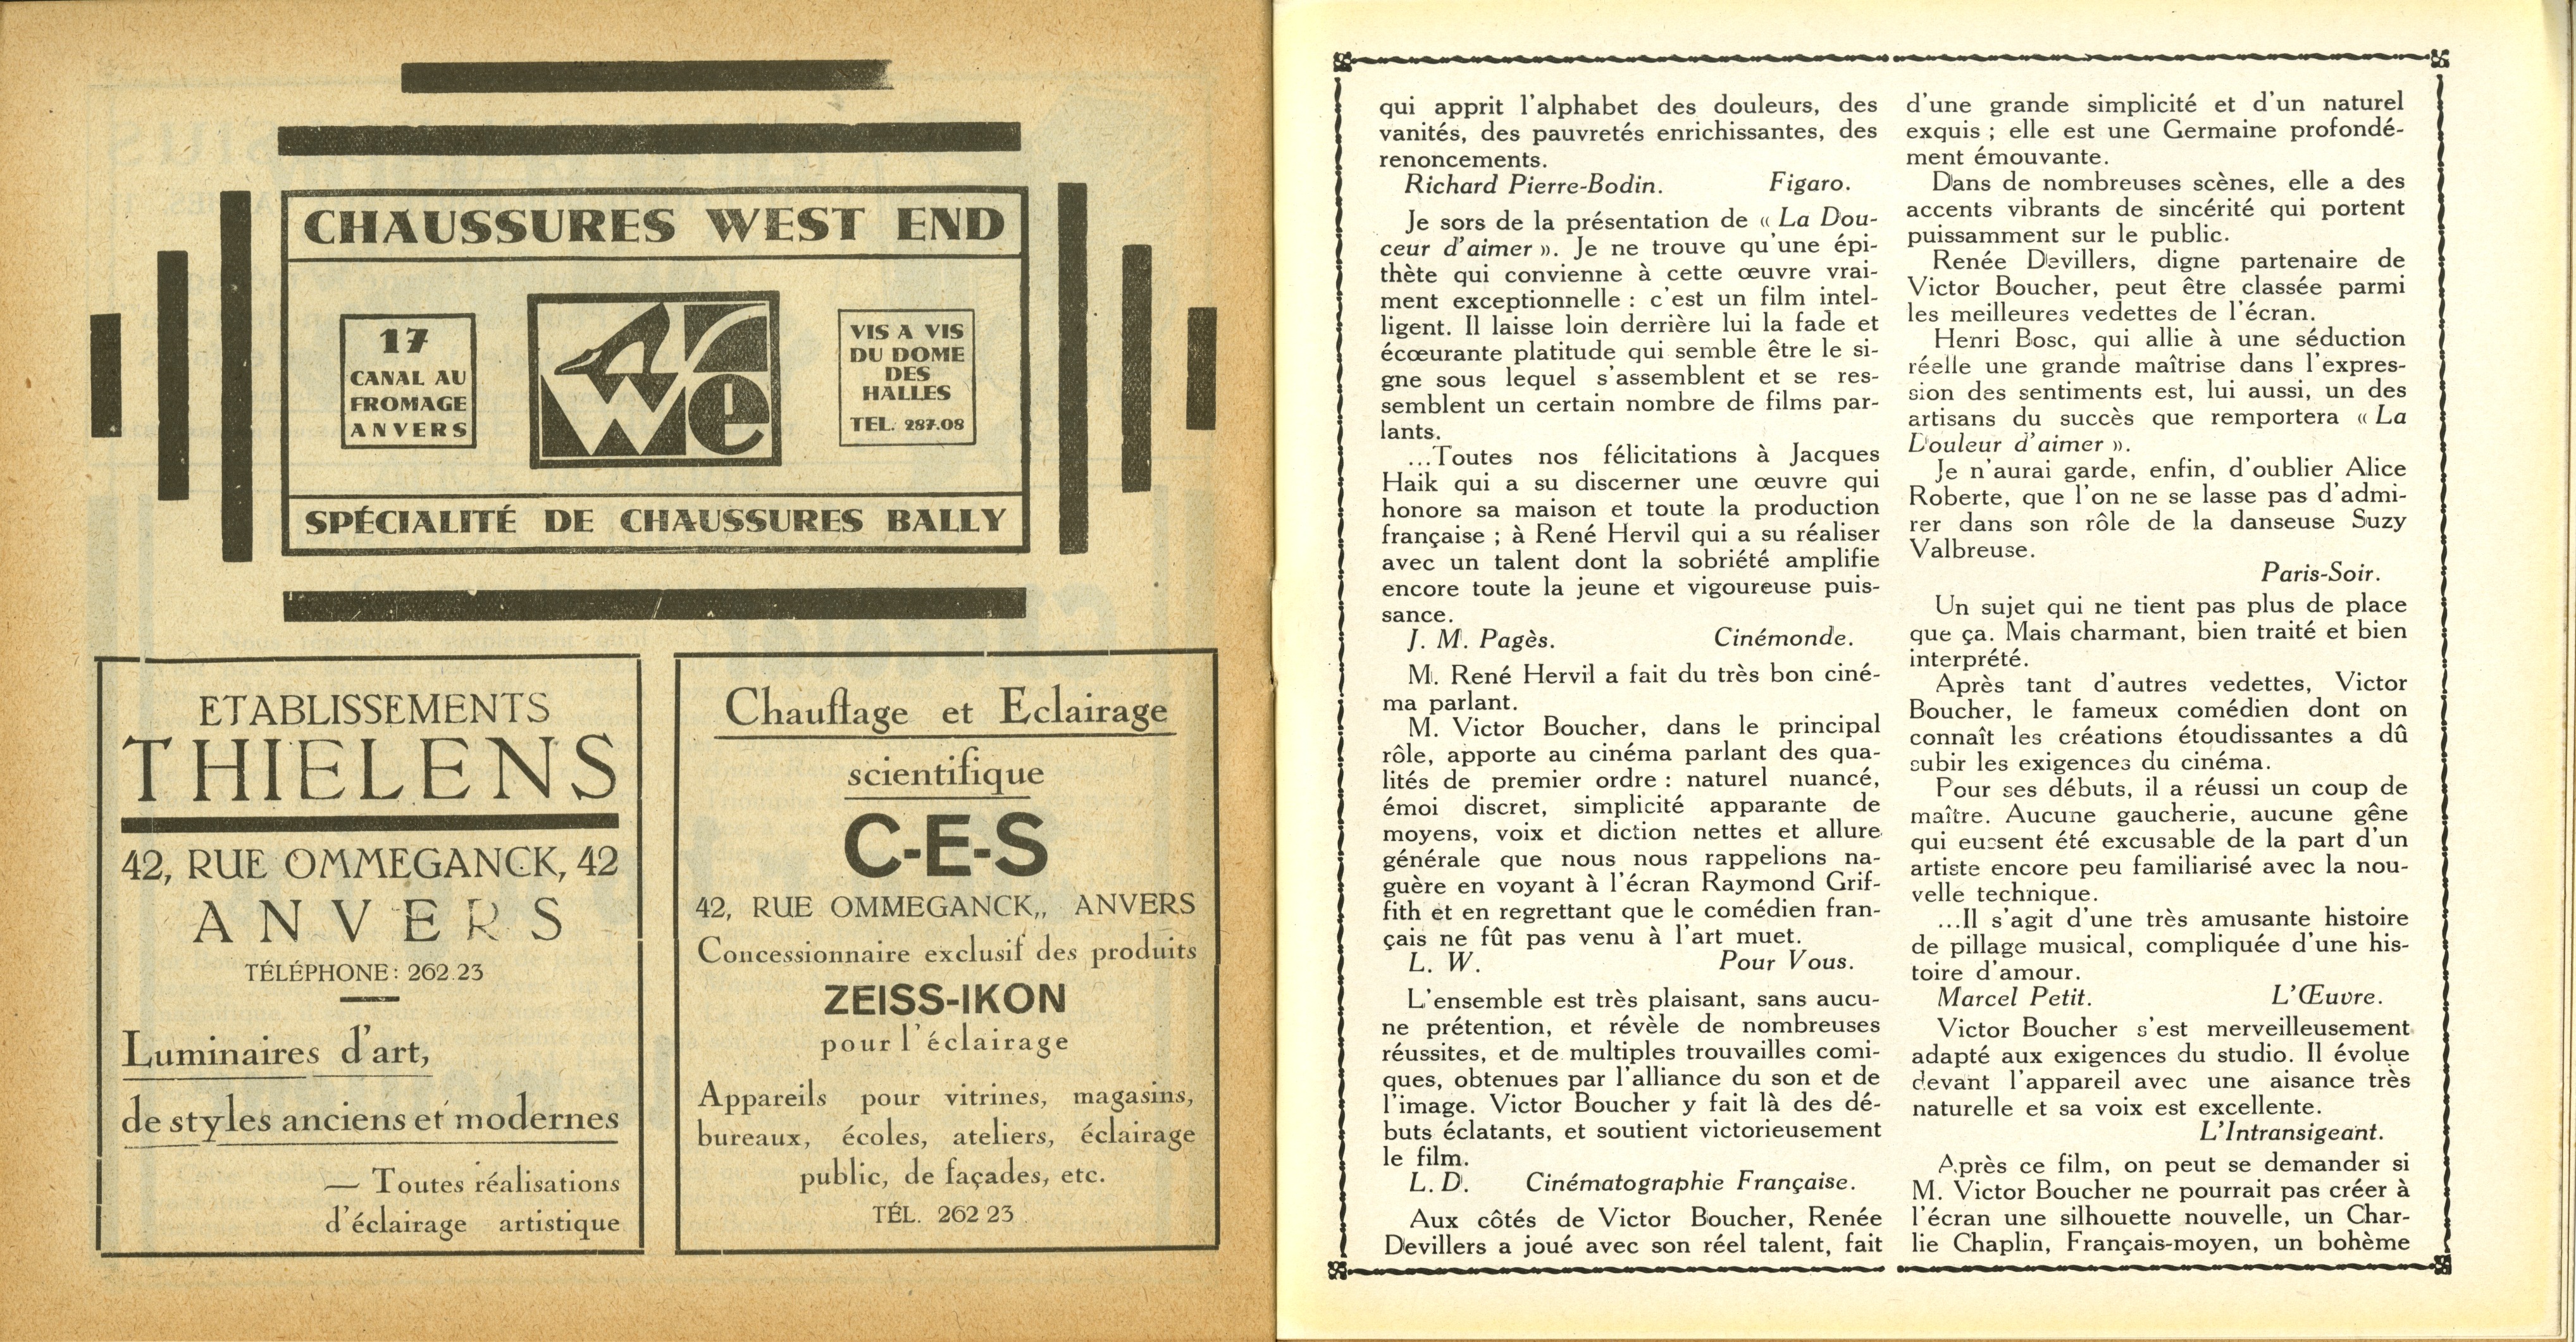 CHAUSSURES WEST END
17
CANAL AU
FROMAGE
ANVERS
We
VIS A VIS
DU DOME
DES
HALLES
TEL. 287.08
SPÉCIALITÉ DE CHAUSSURES BALLY
ETABLISSEMENTS
THIELENS
42, RUE OMMEGANCK, 42
ANVERS
TÉLÉPHONE: 262.23
Luminaires d'art,
de styles anciens et modernes
— Toutes réalisations
d'éclairage artistique
Chauffage et Eclairage
scientifique
C-E-S
42, RUE OMMEGANCK,, ANVERS
Concessionnaire exclusif des produits
ZEISS-IKON
pour l'éclairage
Appareils pour vitrines, magasins,
bureaux, écoles, ateliers, éclairage
public, de façades, etc.
TÉL. 262 23
qui apprit l'alphabet des douleurs, des
vanités, des pauvretés enrichissantes, des
renoncements.
Richard Pierre-Bodin. Figaro.
Je sors de la présentation de « La Dou-
ceur d'aimer ». Je ne trouve qu'une épi-
thète qui convienne à cette œuvre vrai-
ment exceptionnelle : c'est un film intel-
ligent. Il laisse loin derrière lui la fade et
écœurante platitude qui semble être le si-
gne sous lequel s'assemblent et se res-
semblent un certain nombre de films par-
lants.
...Toutes nos félicitations à Jacques
Haik qui a su discerner une œuvre qui
honore sa maison et toute la production
française ; à René Hervil qui a su réaliser
avec un talent dont la sobriété amplifie
encore toute la jeune et vigoureuse puis-
sance.
J. M. Pagès. Cinémonde.
M. René Hervil a fait du très bon ciné-
ma parlant.
M. Victor Boucher, dans le principal
rôle, apporte au cinéma parlant des qua-
lités de premier ordre : naturel nuancé,
émoi discret, simplicité apparante de
moyens, voix et diction nettes et allure
générale que nous nous rappelions na-
guère en voyant à l'écran Raymond Grif-
fith et en regrettant que le comédien fran-
çais ne fût pas venu à l'art muet.
L. W. Pour Vous.
L'ensemble est très plaisant, sans aucu-
ne prétention, et révèle de nombreuses
réussites, et de multiples trouvailles comi-
ques, obtenues par l'alliance du son et de
l'image. Victor Boucher y fait là des dé-
buts éclatants, et soutient victorieusement
le film.
L. D. Cinématographie Française.
Aux côtés de Victor Boucher, Renée
Devillers a joué avec son réel talent, fait
d'une grande simplicité et d'un naturel
exquis ; elle est une Germaine profondé-
ment émouvante.
Dans de nombreuses scènes, elle a des
accents vibrants de sincérité qui portent
puissamment sur le public.
Renée Devillers, digne partenaire de
Victor Boucher, peut être classée parmi
les meilleures vedettes de l'écran.
Henri Bosc, qui allie à une séduction
réelle une grande maîtrise dans l'expres-
sion des sentiments est, lui aussi, un des
artisans du succès que remportera « La
Douleur d'aimer ».
Je n'aurai garde, enfin, d'oublier Alice
Roberte, que l'on ne se lasse pas d'admi-
rer dans son rôle de la danseuse Suzy
Valbreuse.
Paris-Soir.
Un sujet qui ne tient pas plus de place
que ça. Mais charmant, bien traité et bien
interprété.
Après tant d'autres vedettes, Victor
Boucher, le fameux comédien dont on
connaît les créations étoudissantes a dû
subir les exigences du cinéma.
Pour ses débuts, il a réussi un coup de
maître. Aucune gaucherie, aucune gêne
qui eussent été excusable de la part d'un
artiste encore peu familiarisé avec la nou-
velle technique.
...Il s'agit d'une très amusante histoire
de pillage musical, compliquée d'une his-
toire d'amour.
Marcel Petit. L'Œuvre.
Victor Boucher s'est merveilleusement
adapté aux exigences du studio. Il évolue
devant l'appareil avec une aisance très
naturelle et sa voix est excellente.
L'Intransigeant.
Après ce film, on peut se demander si
M. Victor Boucher ne pourrait pas créer à
l'écran une silhouette nouvelle, un Char-
lie Chaplin, Français-moyen, un bohème